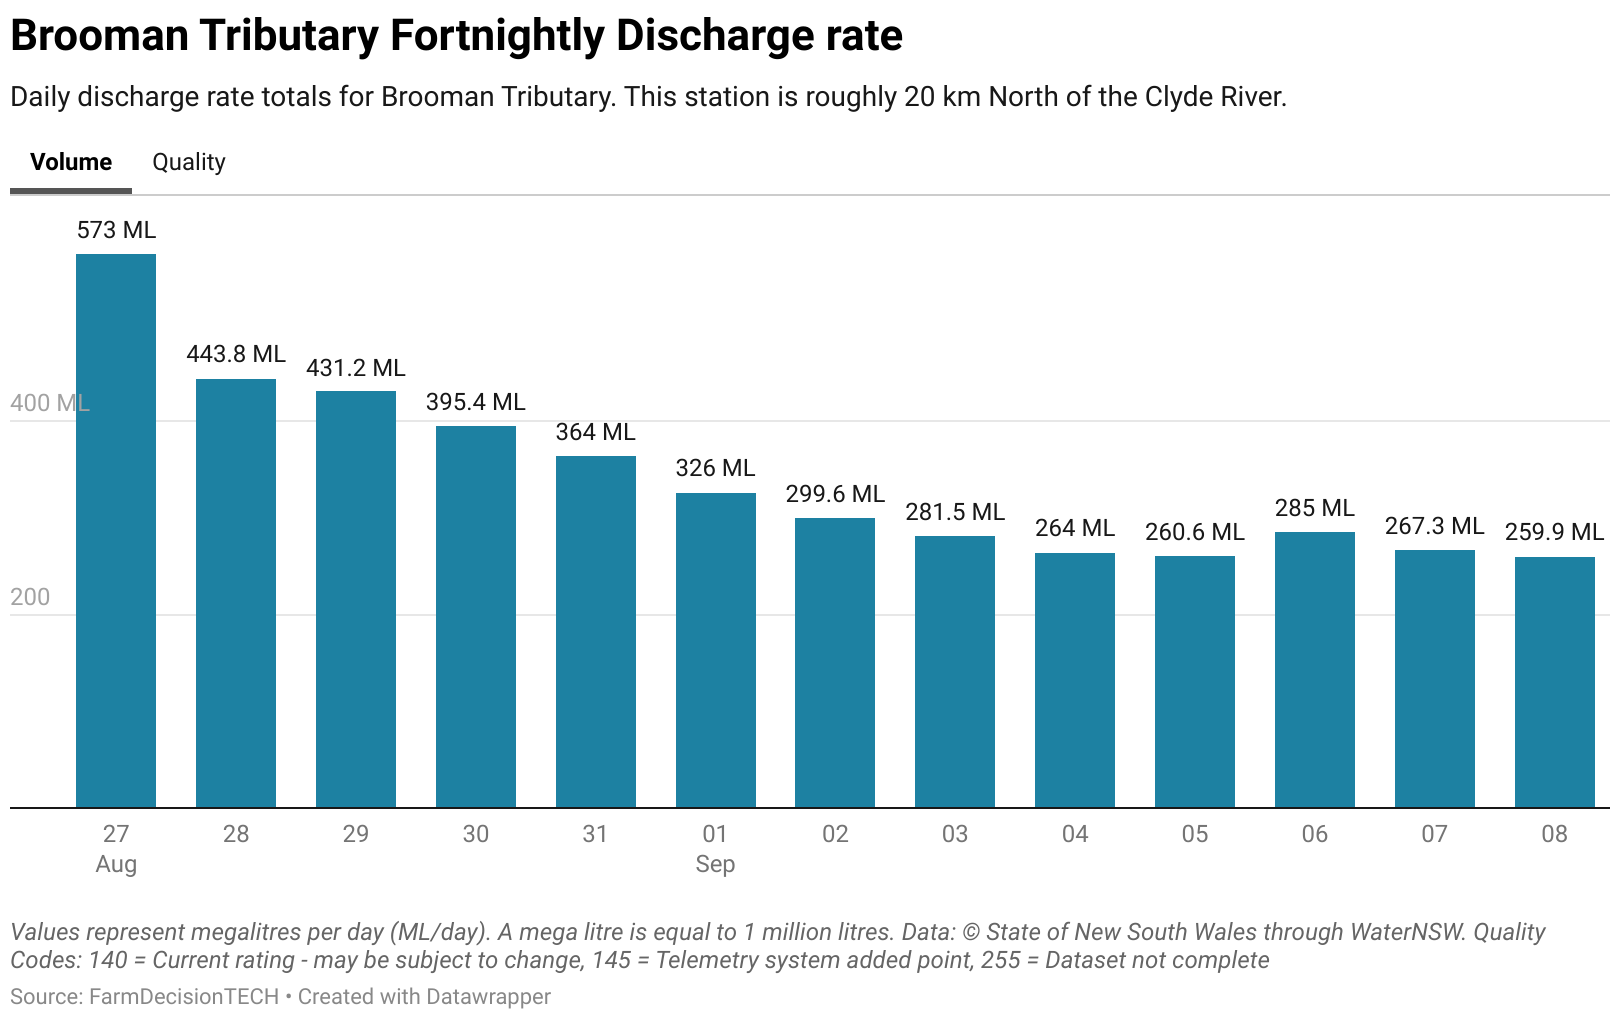 Brooman Tributary Fortnightly Discharge rate
Daily discharge rate totals for Brooman Tributary. This station is roughly 20 km North of the Clyde River.
Volume Quality
573 ML
443.8 ML
431.2 ML
395.4 ML
364 ML
326 ML
299.6 ML
281.5 ML
264 ML
260.6 ML
285 ML
267.3 ML
259.9 ML
400 ML
200
27 28 29 30 31 01 02 03 04 05 06 07 08
Aug Sep
Values represent megalitres per day (ML/day). A mega litre is equal to 1 million litres. Data: © State of New South Wales through WaterNSW. Quality
Codes: 140 = Current rating - may be subject to change, 145 = Telemetry system added point, 255 = Dataset not complete
Source: FarmDecisionTECH • Created with Datawrapper